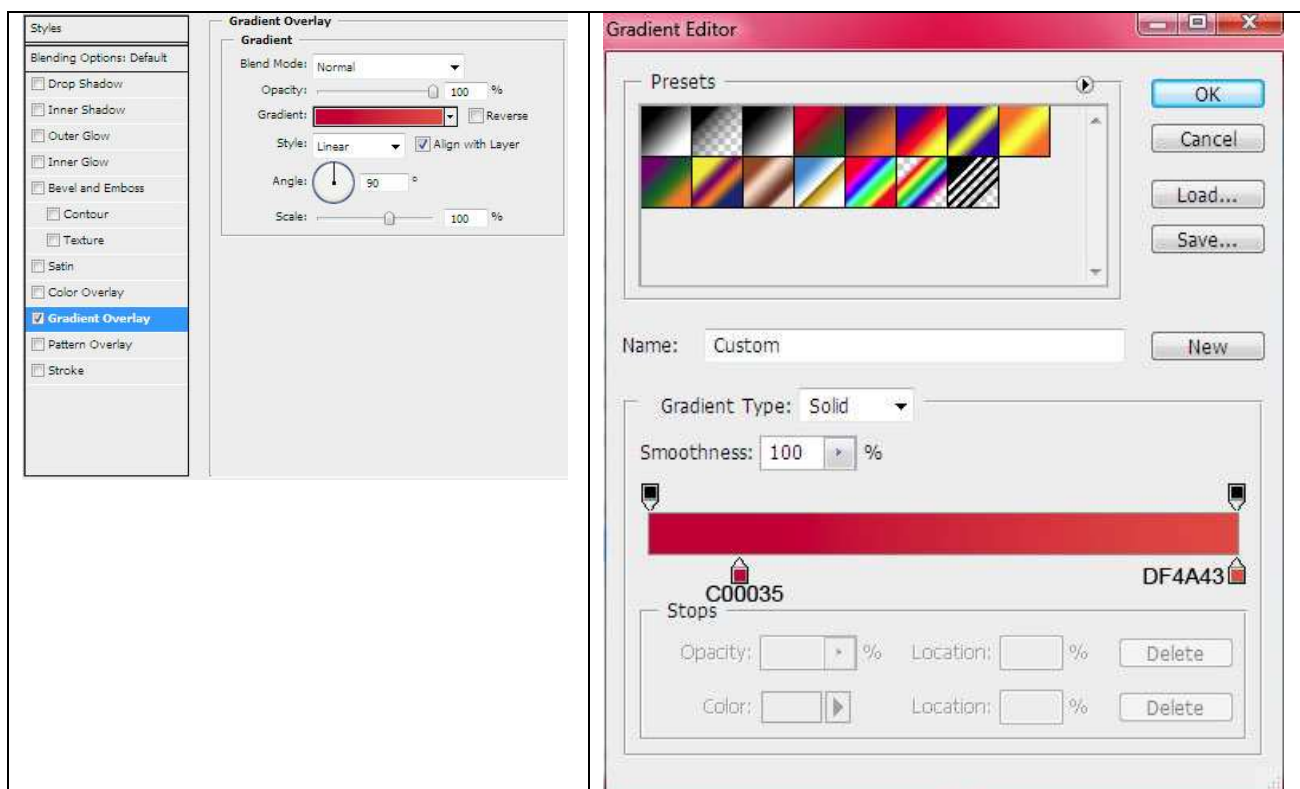 Styles
Blending Options: Default
Drop Shadow
Inner Shadow
Outer Glow
Inner Glow
Bevel and Emboss
Contour
Texture
Satin
Color Overlay
Gradient Overlay
Pattern Overlay
Stroke
Gradient Overlay
Gradient
Blend Mode: Normal
Opacity: 100 %
Gradient: Reverse
Style: Linear Align with Layer
Angle: 90 °
Scale: 100 %
Gradient Editor
Presets
OK
Cancel
Load...
Save...
Name: Custom New
Gradient Type: Solid
Smoothness: 100 %
C00035 DF4A43
Stops
Opacity: % Location: % Delete
Color: Location: % Delete